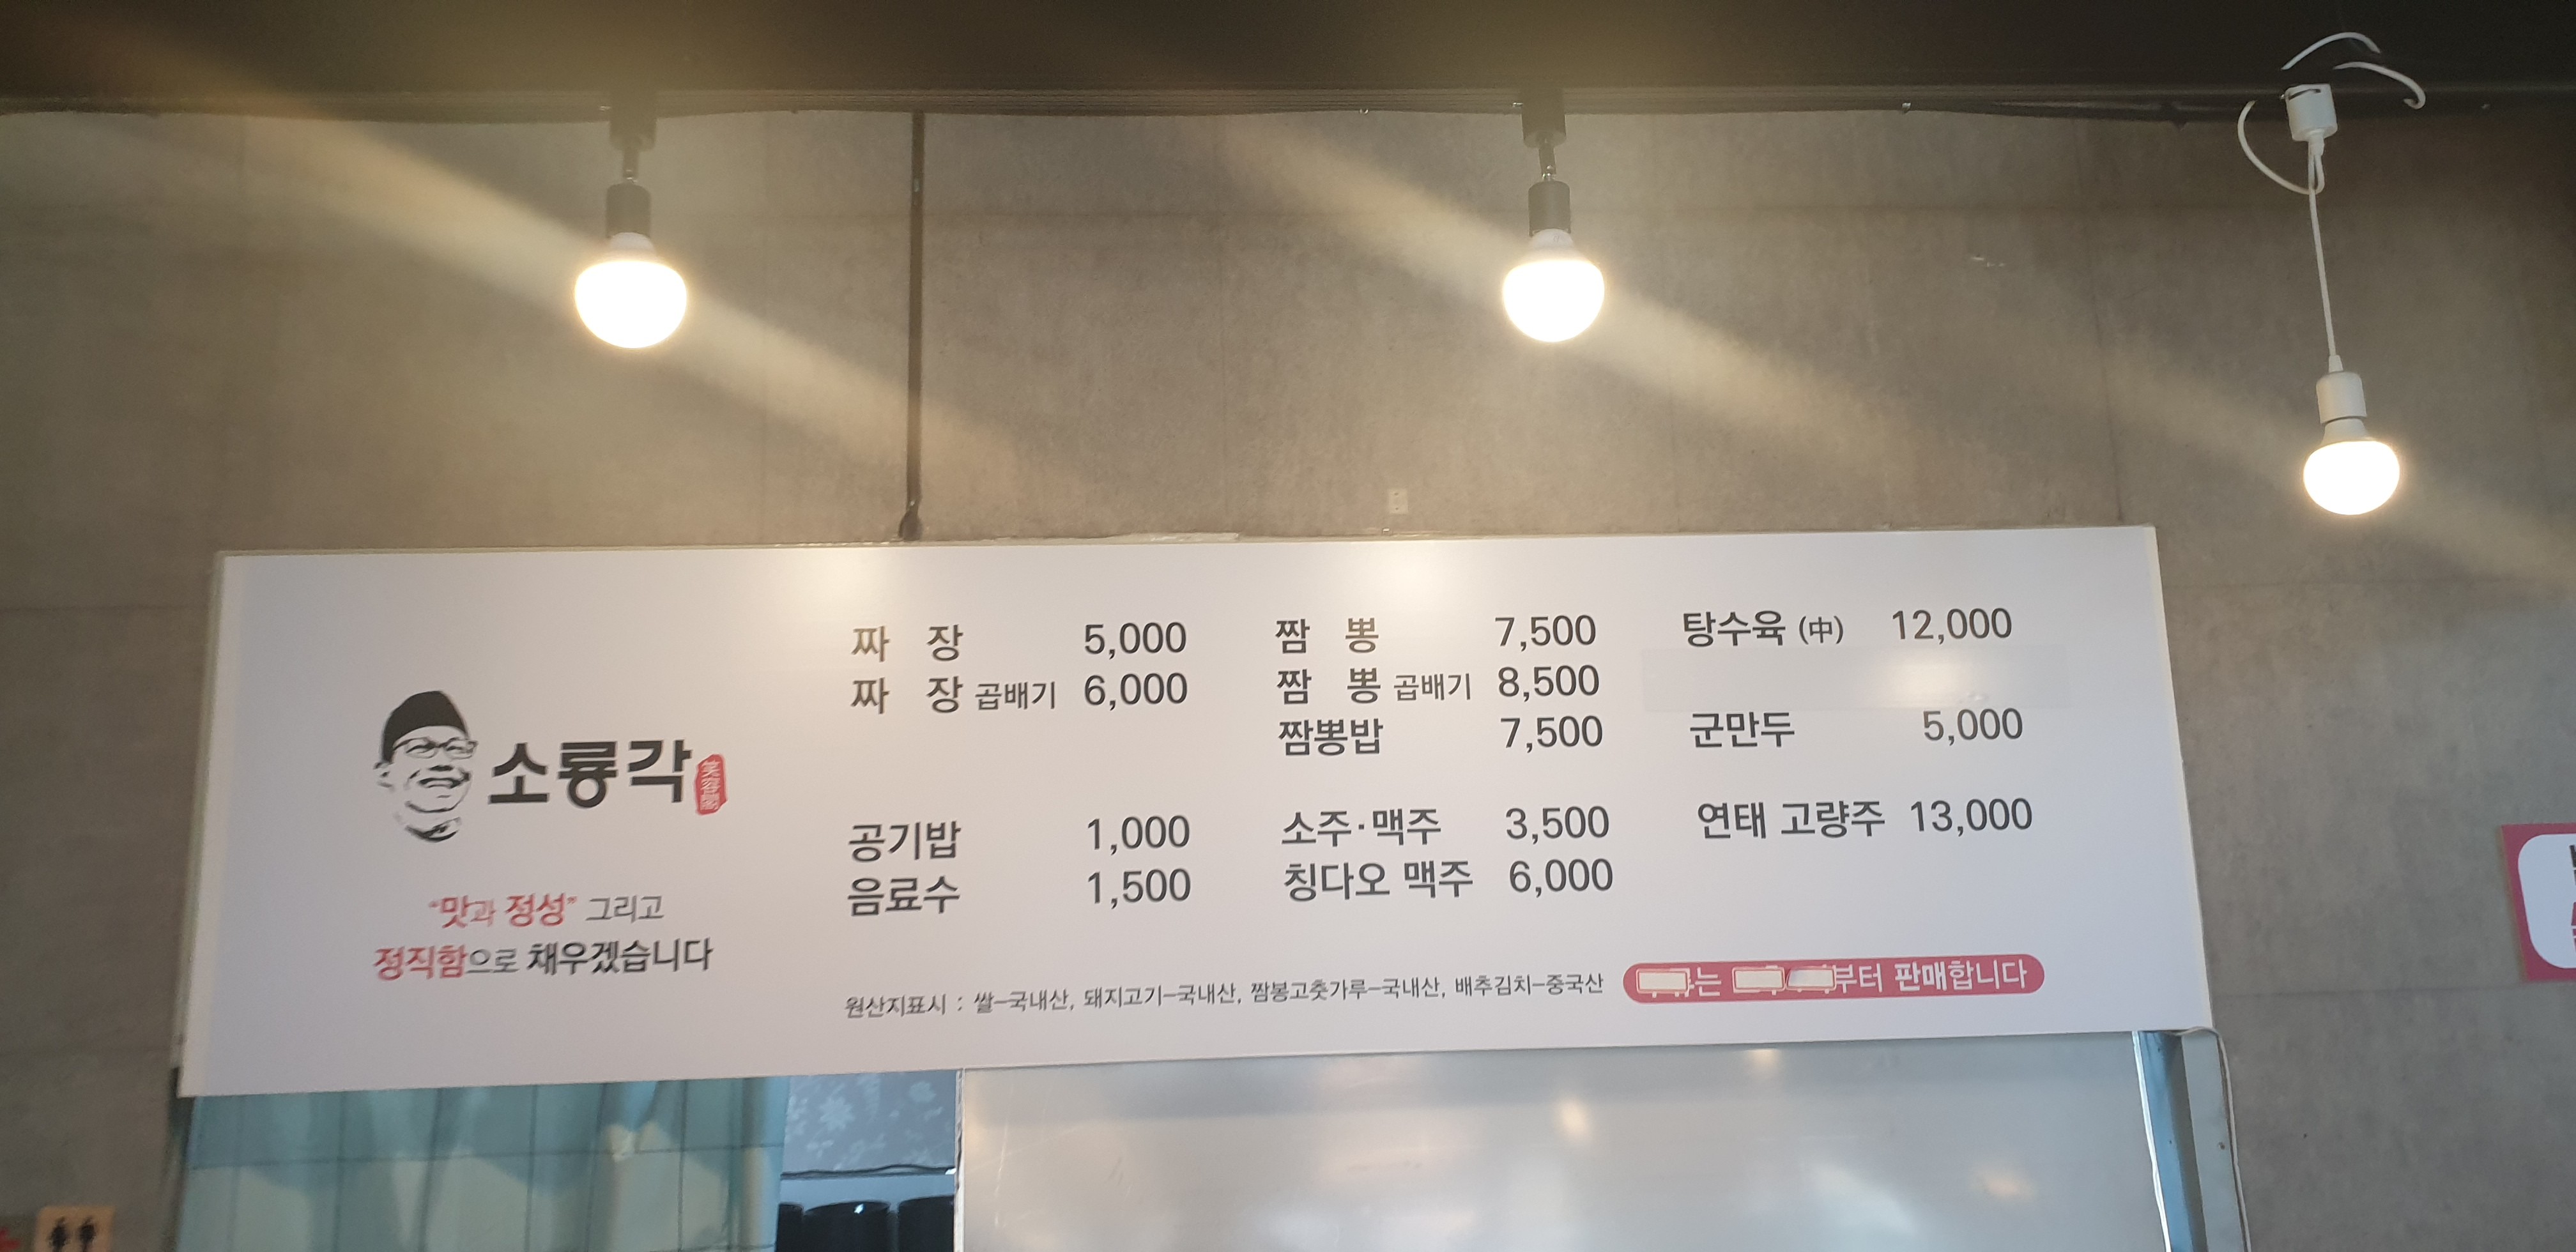 소룡각
笑容閣
"맛과 정성" 그리고
정직함으로 채우겠습니다
짜 장 5,000
짜 장 곱배기 6,000
공기밥 1,000
음료수 1,500
짬 뽕 7,500
짬 뽕 곱배기 8,500
짬뽕밥 7,500
소주·맥주 3,500
칭다오 맥주 6,000
탕수육 (中) 12,000
군만두 5,000
연태 고량주 13,000
원산지표시 : 쌀-국내산, 돼지고기-국내산, 짬봉고춧가루-국내산, 배추김치-중국산
는 부터 판매합니다